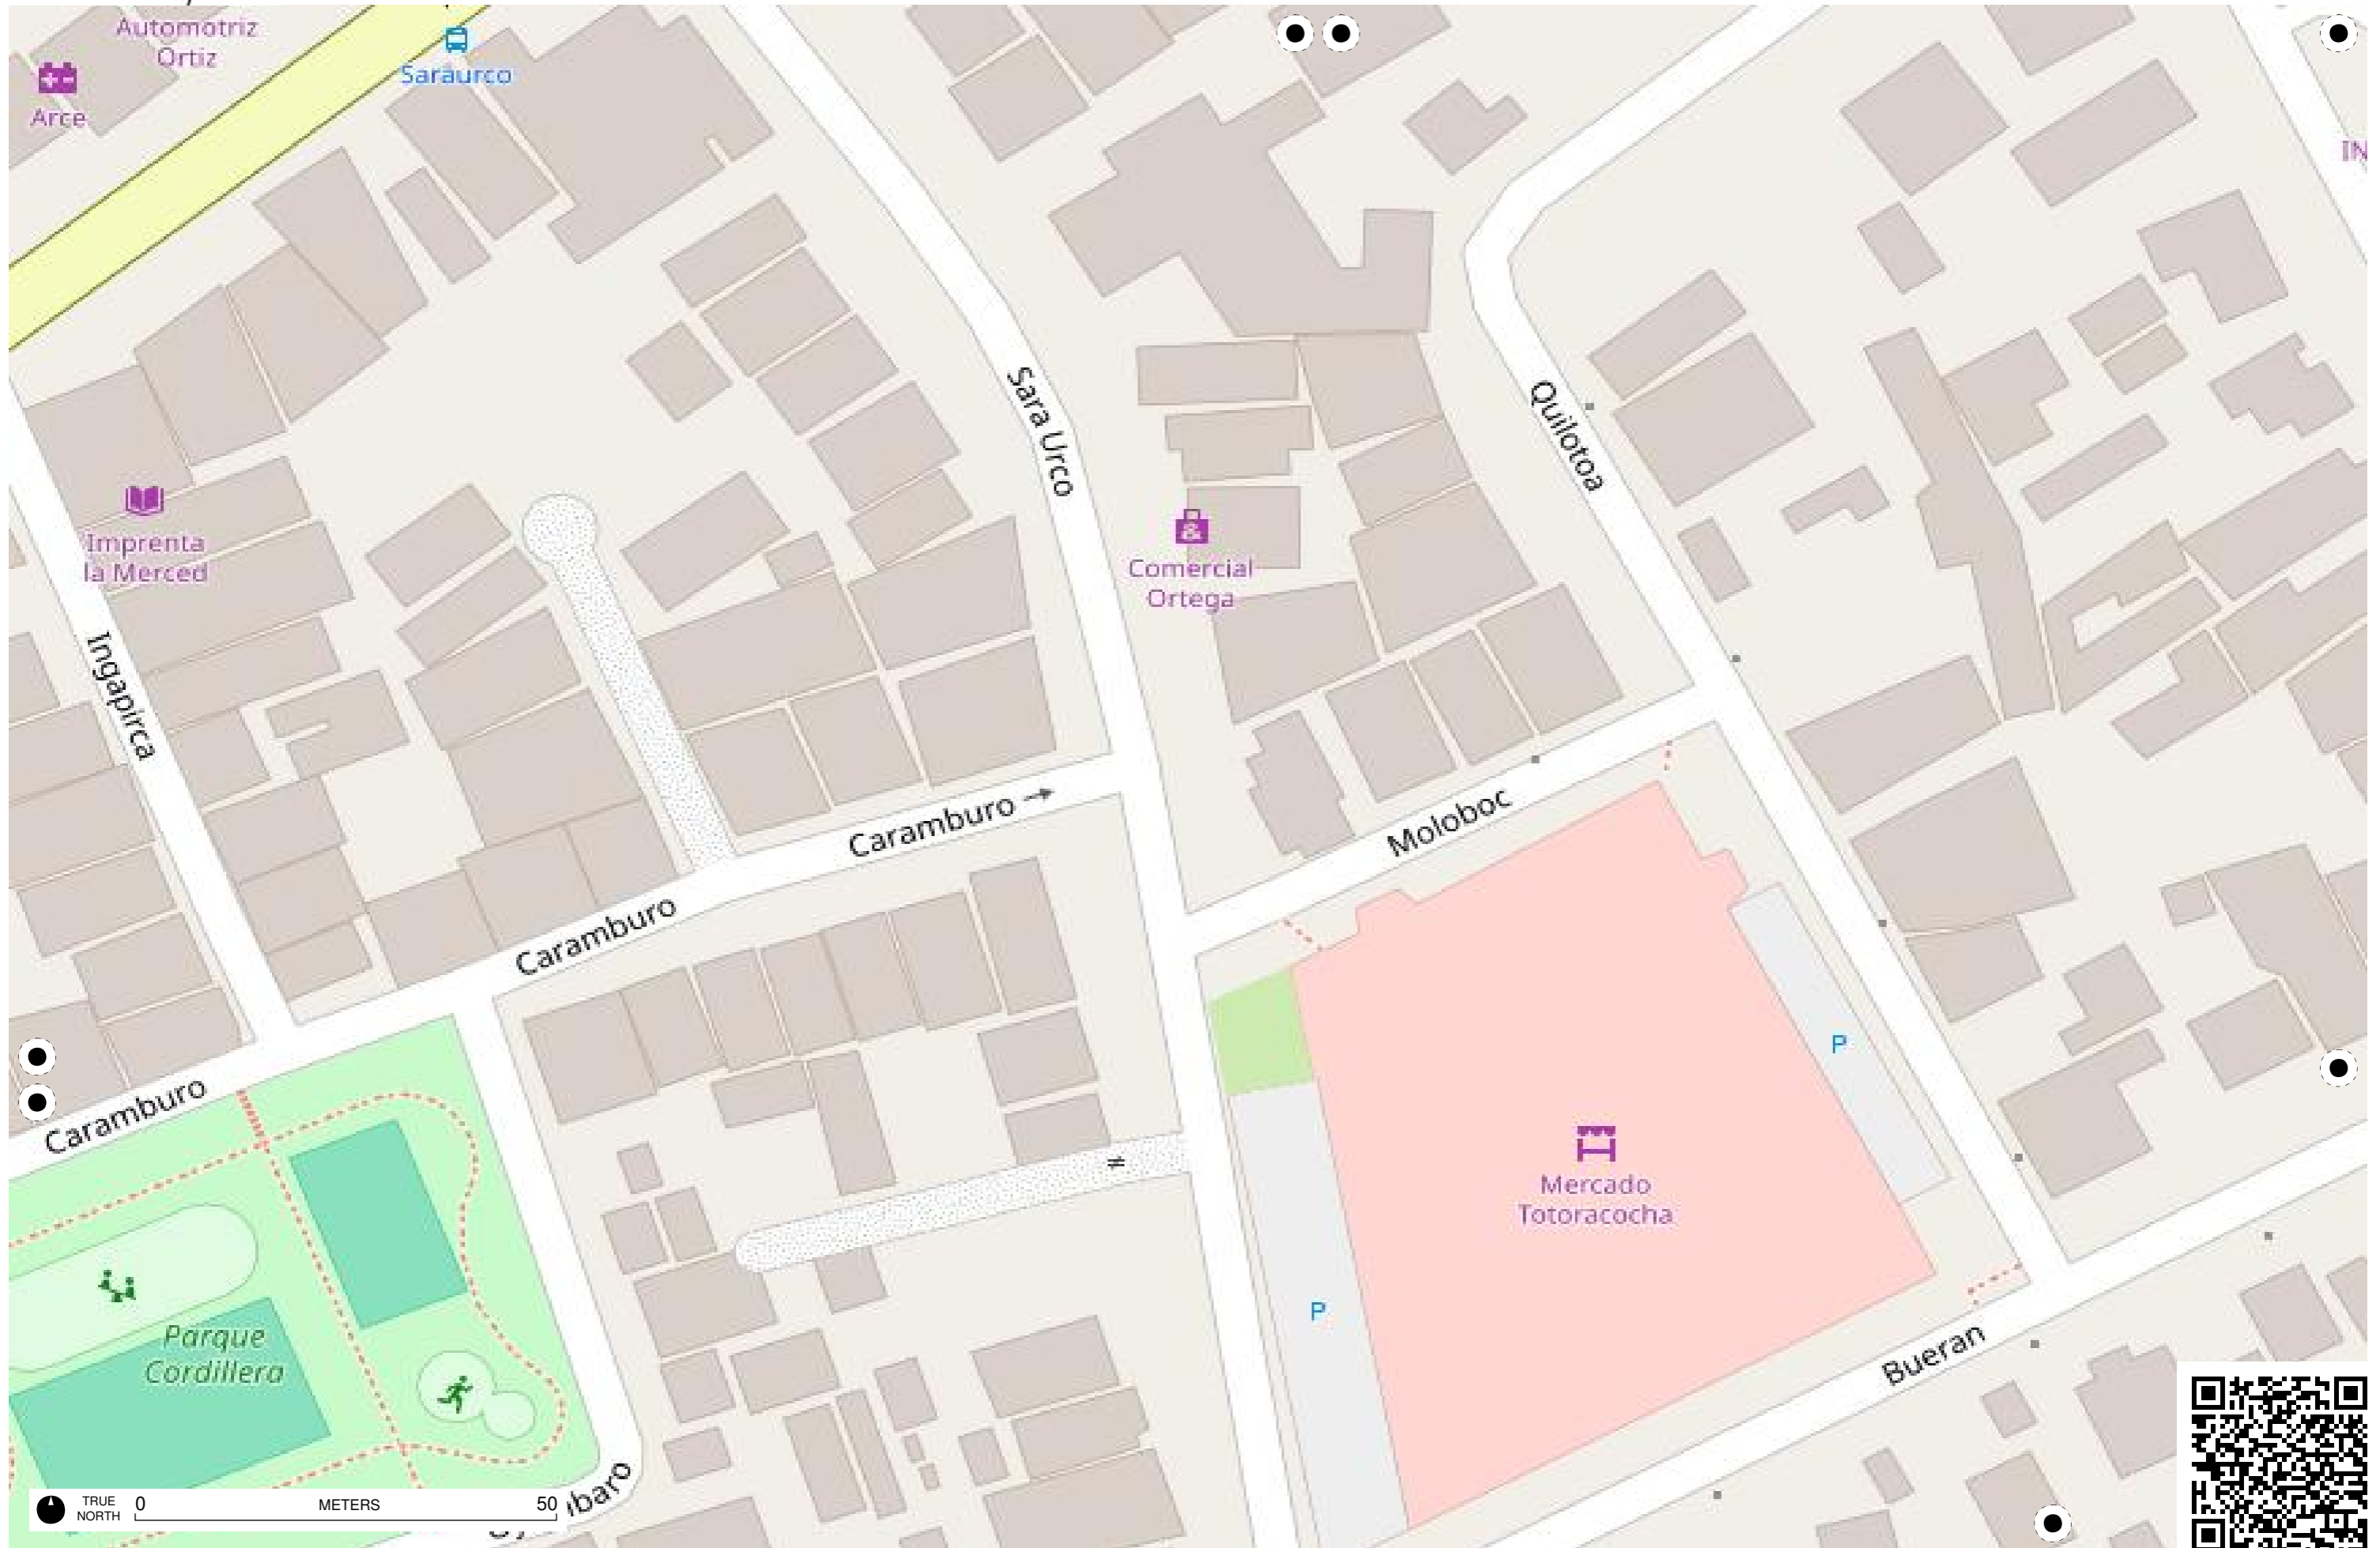 Automotriz
Ortiz
Arce
Saraurco
IN
Sara Urco
Quilotoa
Imprenta
la Merced
Comercial
Ortega
Ingapirca
Caramburo →
Moloboc
Caramburo
P
Caramburo
Mercado
Totoracocha
P
Parque
Cordillera
Bueran
TRUE
NORTH
0 METERS 50